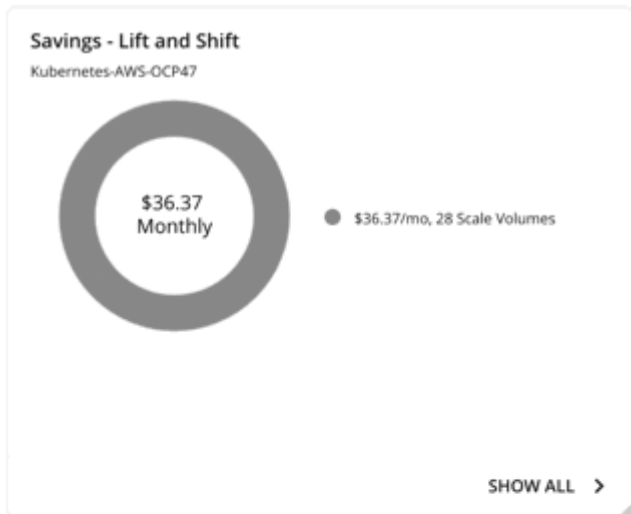 Savings - Lift and Shift
Kubernetes-AWS-OCP47
$36.37
Monthly
$36.37/mo, 28 Scale Volumes
SHOW ALL